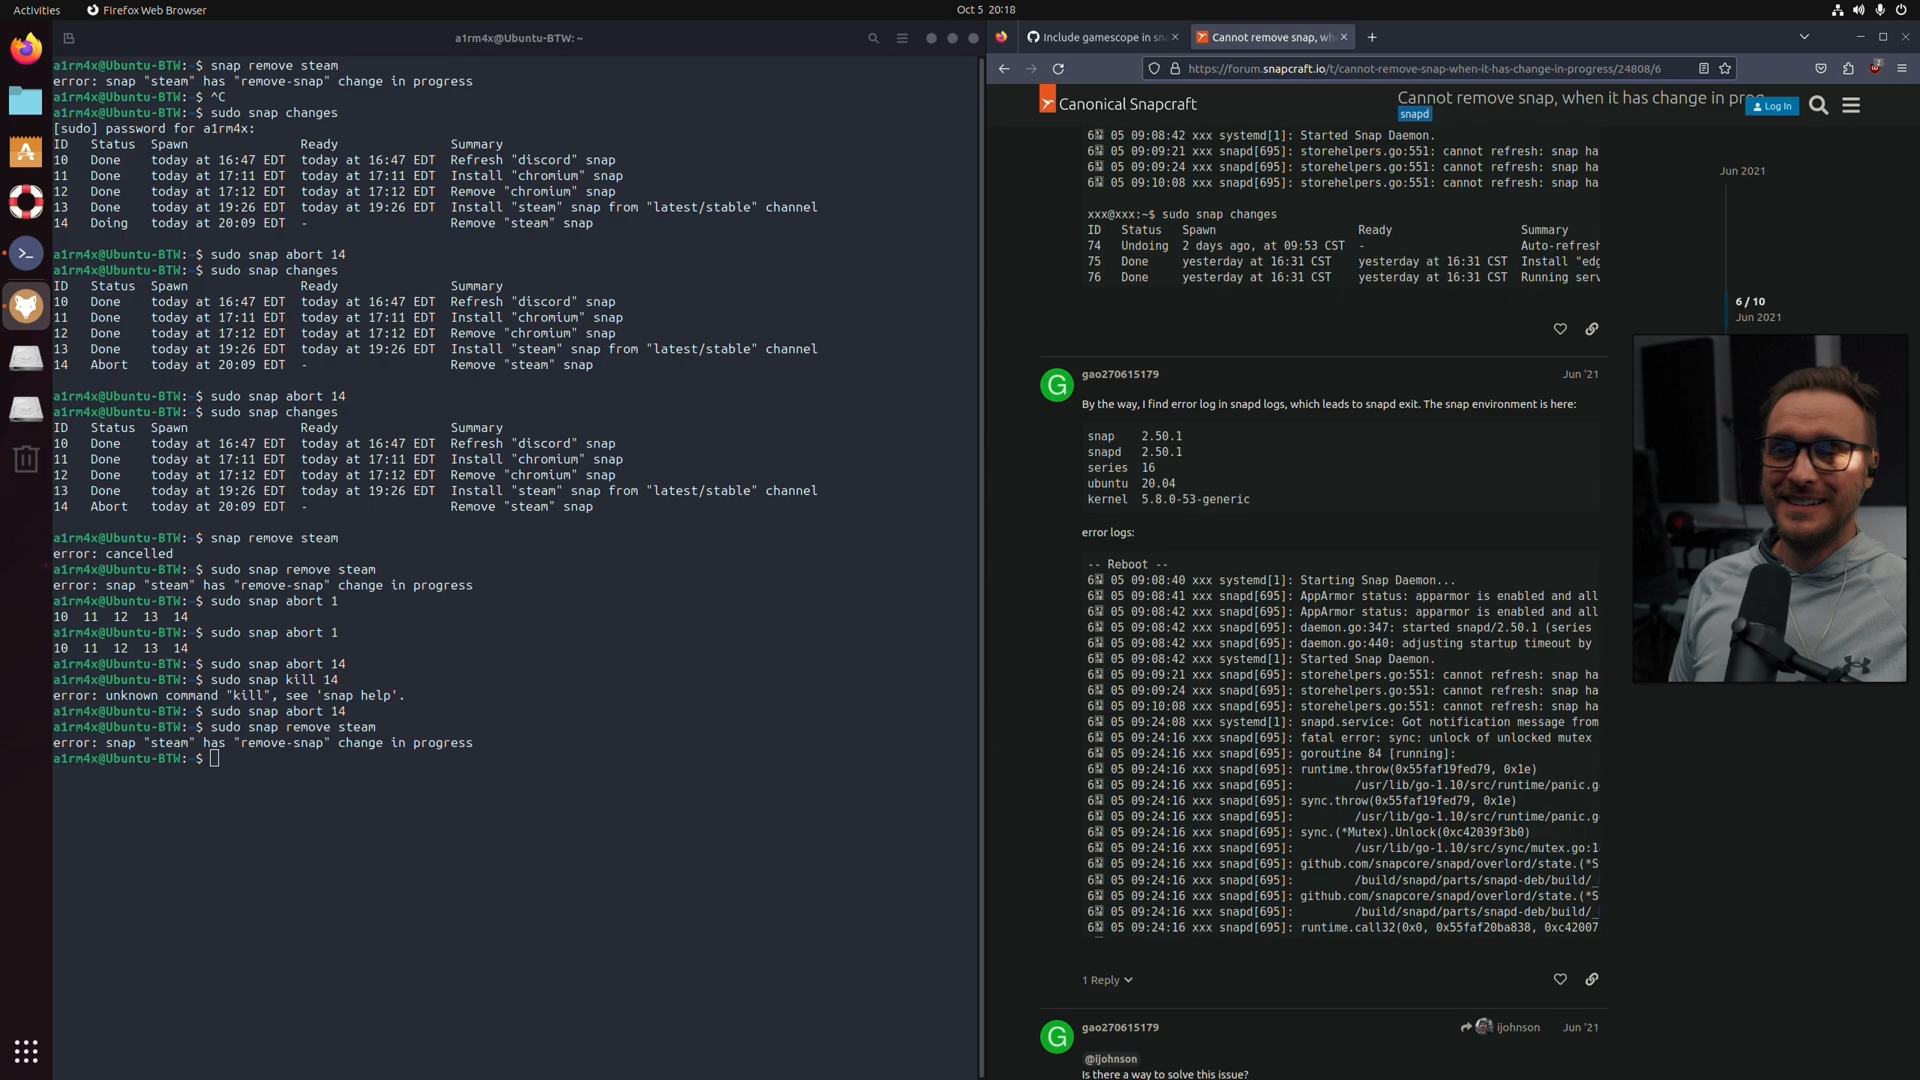 Activities
Firefox Web Browser
Oct 5 20:18
a1rm4x@Ubuntu-BTW: ~
a1rm4x@Ubuntu-BTW:~$ snap remove steam
error: snap "steam" has "remove-snap" change in progress
a1rm4x@Ubuntu-BTW:~$ ^C
a1rm4x@Ubuntu-BTW:~$ sudo snap changes
[sudo] password for a1rm4x:
ID Status Spawn Ready Summary
10 Done today at 16:47 EDT today at 16:47 EDT Refresh "discord" snap
11 Done today at 17:11 EDT today at 17:11 EDT Install "chromium" snap
12 Done today at 17:12 EDT today at 17:12 EDT Remove "chromium" snap
13 Done today at 19:26 EDT today at 19:26 EDT Install "steam" snap from "latest/stable" channel
14 Doing today at 20:09 EDT - Remove "steam" snap
a1rm4x@Ubuntu-BTW:~$ sudo snap abort 14
a1rm4x@Ubuntu-BTW:~$ sudo snap changes
ID Status Spawn Ready Summary
10 Done today at 16:47 EDT today at 16:47 EDT Refresh "discord" snap
11 Done today at 17:11 EDT today at 17:11 EDT Install "chromium" snap
12 Done today at 17:12 EDT today at 17:12 EDT Remove "chromium" snap
13 Done today at 19:26 EDT today at 19:26 EDT Install "steam" snap from "latest/stable" channel
14 Abort today at 20:09 EDT - Remove "steam" snap
a1rm4x@Ubuntu-BTW:~$ sudo snap abort 14
a1rm4x@Ubuntu-BTW:~$ sudo snap changes
ID Status Spawn Ready Summary
10 Done today at 16:47 EDT today at 16:47 EDT Refresh "discord" snap
11 Done today at 17:11 EDT today at 17:11 EDT Install "chromium" snap
12 Done today at 17:12 EDT today at 17:12 EDT Remove "chromium" snap
13 Done today at 19:26 EDT today at 19:26 EDT Install "steam" snap from "latest/stable" channel
14 Abort today at 20:09 EDT - Remove "steam" snap
a1rm4x@Ubuntu-BTW:~$ snap remove steam
error: cancelled
a1rm4x@Ubuntu-BTW:~$ sudo snap remove steam
error: snap "steam" has "remove-snap" change in progress
a1rm4x@Ubuntu-BTW:~$ sudo snap abort 1
10 11 12 13 14
a1rm4x@Ubuntu-BTW:~$ sudo snap abort 1
10 11 12 13 14
a1rm4x@Ubuntu-BTW:~$ sudo snap abort 14
a1rm4x@Ubuntu-BTW:~$ sudo snap kill 14
error: unknown command "kill", see 'snap help'.
a1rm4x@Ubuntu-BTW:~$ sudo snap abort 14
a1rm4x@Ubuntu-BTW:~$ sudo snap remove steam
error: snap "steam" has "remove-snap" change in progress
a1rm4x@Ubuntu-BTW:~$
Include gamescope in sn
Cannot remove snap, wh
https://forum.snapcraft.io/t/cannot-remove-snap-when-it-has-change-in-progress/24808/6
2
Canonical Snapcraft
Cannot remove snap, when it has change in prog
snapd
Log In
05 09:08:42 xxx systemd[1]: Started Snap Daemon.
05 09:09:21 xxx snapd[695]: storehelpers.go:551: cannot refresh: snap ha
05 09:09:24 xxx snapd[695]: storehelpers.go:551: cannot refresh: snap ha
05 09:10:08 xxx snapd[695]: storehelpers.go:551: cannot refresh: snap ha
xxx@xxx:~$ sudo snap changes
ID Status Spawn Ready Summary
74 Undoing 2 days ago, at 09:53 CST - Auto-refresh
75 Done yesterday at 16:31 CST yesterday at 16:31 CST Install "edg
76 Done yesterday at 16:31 CST yesterday at 16:31 CST Running serv
Jun 2021
6 / 10
Jun 2021
G
gao270615179
Jun '21
By the way, I find error log in snapd logs, which leads to snapd exit. The snap environment is here:
snap 2.50.1
snapd 2.50.1
series 16
ubuntu 20.04
kernel 5.8.0-53-generic
error logs:
-- Reboot --
05 09:08:40 xxx systemd[1]: Starting Snap Daemon...
05 09:08:41 xxx snapd[695]: AppArmor status: apparmor is enabled and all
05 09:08:42 xxx snapd[695]: AppArmor status: apparmor is enabled and all
05 09:08:42 xxx snapd[695]: daemon.go:347: started snapd/2.50.1 (series
05 09:08:42 xxx snapd[695]: daemon.go:440: adjusting startup timeout by
05 09:08:42 xxx systemd[1]: Started Snap Daemon.
05 09:09:21 xxx snapd[695]: storehelpers.go:551: cannot refresh: snap ha
05 09:09:24 xxx snapd[695]: storehelpers.go:551: cannot refresh: snap ha
05 09:10:08 xxx snapd[695]: storehelpers.go:551: cannot refresh: snap ha
05 09:24:08 xxx systemd[1]: snapd.service: Got notification message from
05 09:24:16 xxx snapd[695]: fatal error: sync: unlock of unlocked mutex
05 09:24:16 xxx snapd[695]: goroutine 84 [running]:
05 09:24:16 xxx snapd[695]: runtime.throw(0x55faf19fed79, 0x1e)
05 09:24:16 xxx snapd[695]: /usr/lib/go-1.10/src/runtime/panic.g
05 09:24:16 xxx snapd[695]: sync.throw(0x55faf19fed79, 0x1e)
05 09:24:16 xxx snapd[695]: /usr/lib/go-1.10/src/runtime/panic.g
05 09:24:16 xxx snapd[695]: sync.(*Mutex).Unlock(0xc42039f3b0)
05 09:24:16 xxx snapd[695]: /usr/lib/go-1.10/src/sync/mutex.go:18
05 09:24:16 xxx snapd[695]: github.com/snapcore/snapd/overlord/state.(*S
05 09:24:16 xxx snapd[695]: /build/snapd/parts/snapd-deb/build/_
05 09:24:16 xxx snapd[695]: github.com/snapcore/snapd/overlord/state.(*S
05 09:24:16 xxx snapd[695]: /build/snapd/parts/snapd-deb/build/_
05 09:24:16 xxx snapd[695]: runtime.call32(0x0, 0x55faf20ba838, 0xc42007
1 Reply
G
gao270615179
ijohnson
Jun '21
@ijohnson
Is there a way to solve this issue?